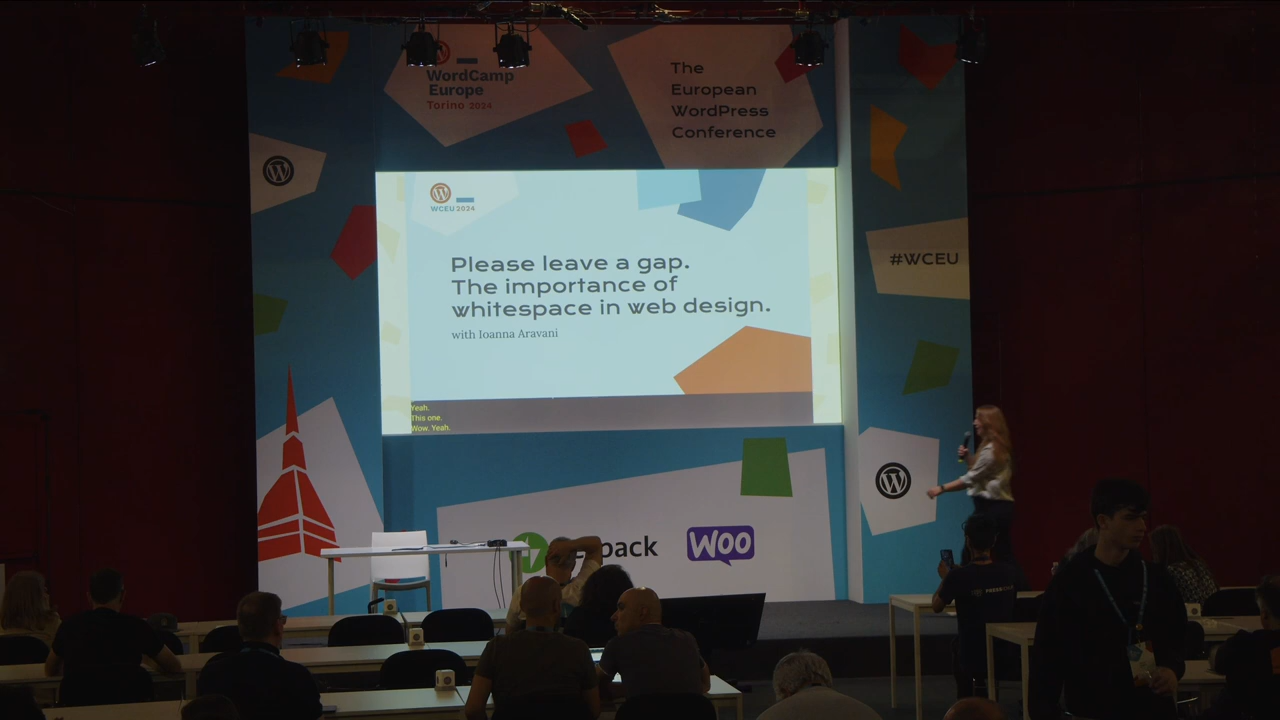 WordCamp
Europe
Torino 2024
The
European
WordPress
Conference
WCEU 2024
#WCEU
Please leave a gap.
The importance of
whitespace in web design.
with Ioanna Aravani
Yeah.
This one.
Wow. Yeah.
pack
WOO